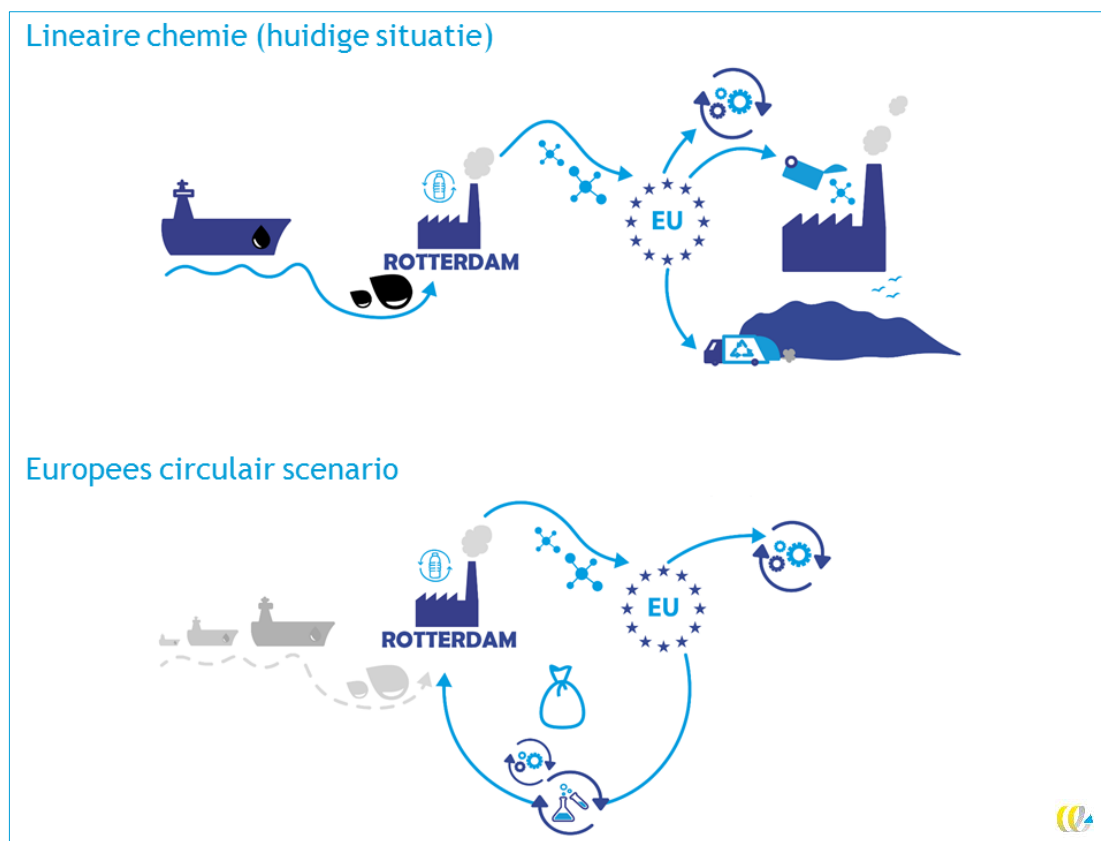 Lineaire chemie (huidige situatie)
EU
ROTTERDAM
Europees circulair scenario
EU
ROTTERDAM